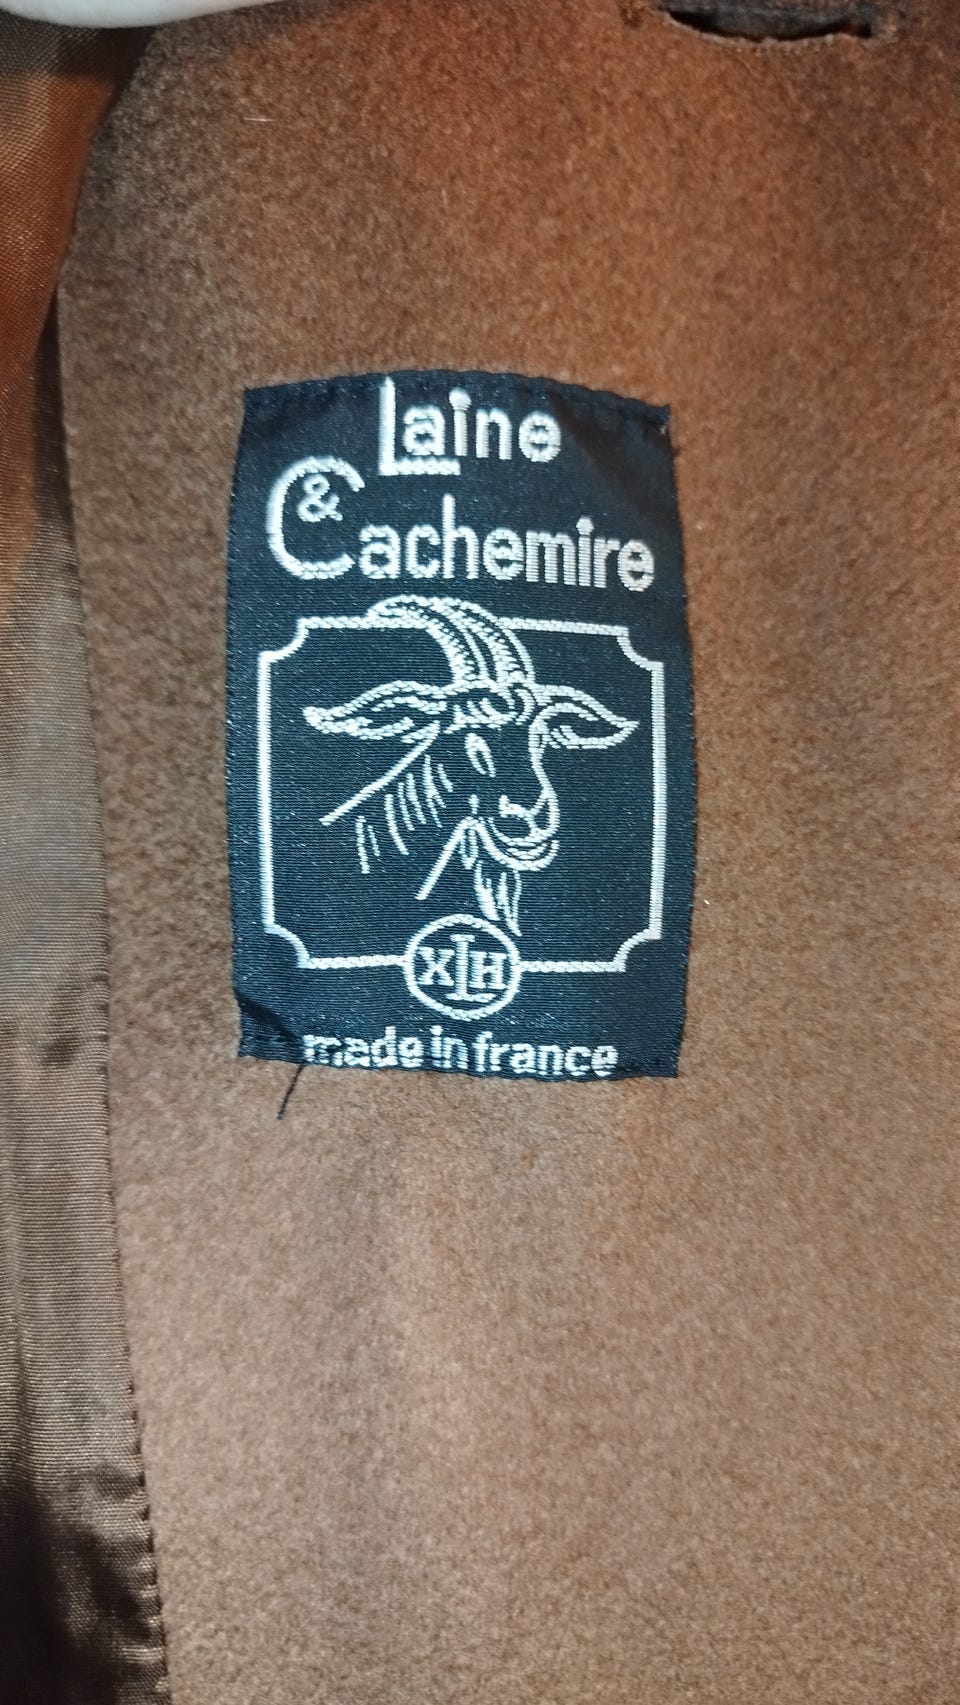 Laine
& Cachemire
XLH
made in france